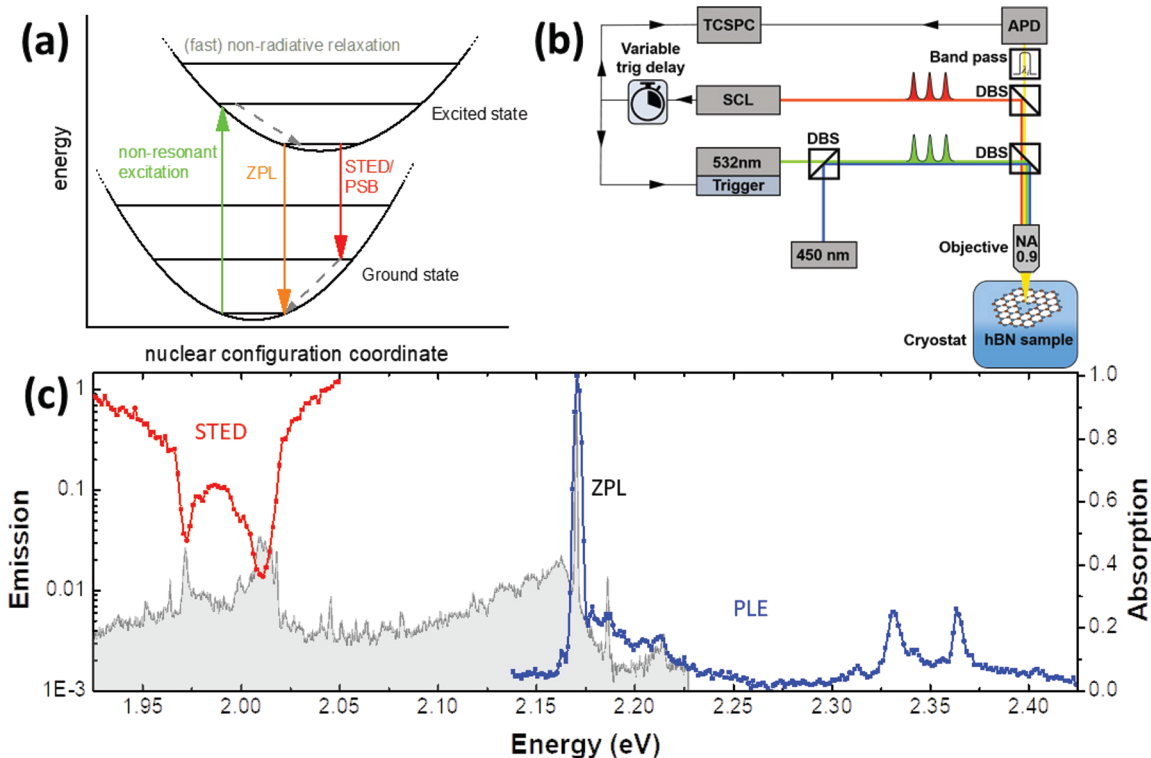 (a)
(fast) non-radiative relaxation
Excited state
non-resonant
excitation
ZPL
STED/
PSB
Ground state
energy
nuclear configuration coordinate
(b)
TCSPC
APD
Variable
trig delay
Band pass
λ
DBS
SCL
DBS
DBS
532nm
Trigger
450 nm
Objective
NA
0.9
Cryostat
hBN sample
(c)
STED
ZPL
PLE
Emission
1
0.1
0.01
1E-3
Absorption
1.0
0.8
0.6
0.4
0.2
0.0
1.95 2.00 2.05 2.10 2.15 2.20 2.25 2.30 2.35 2.40
Energy (eV)